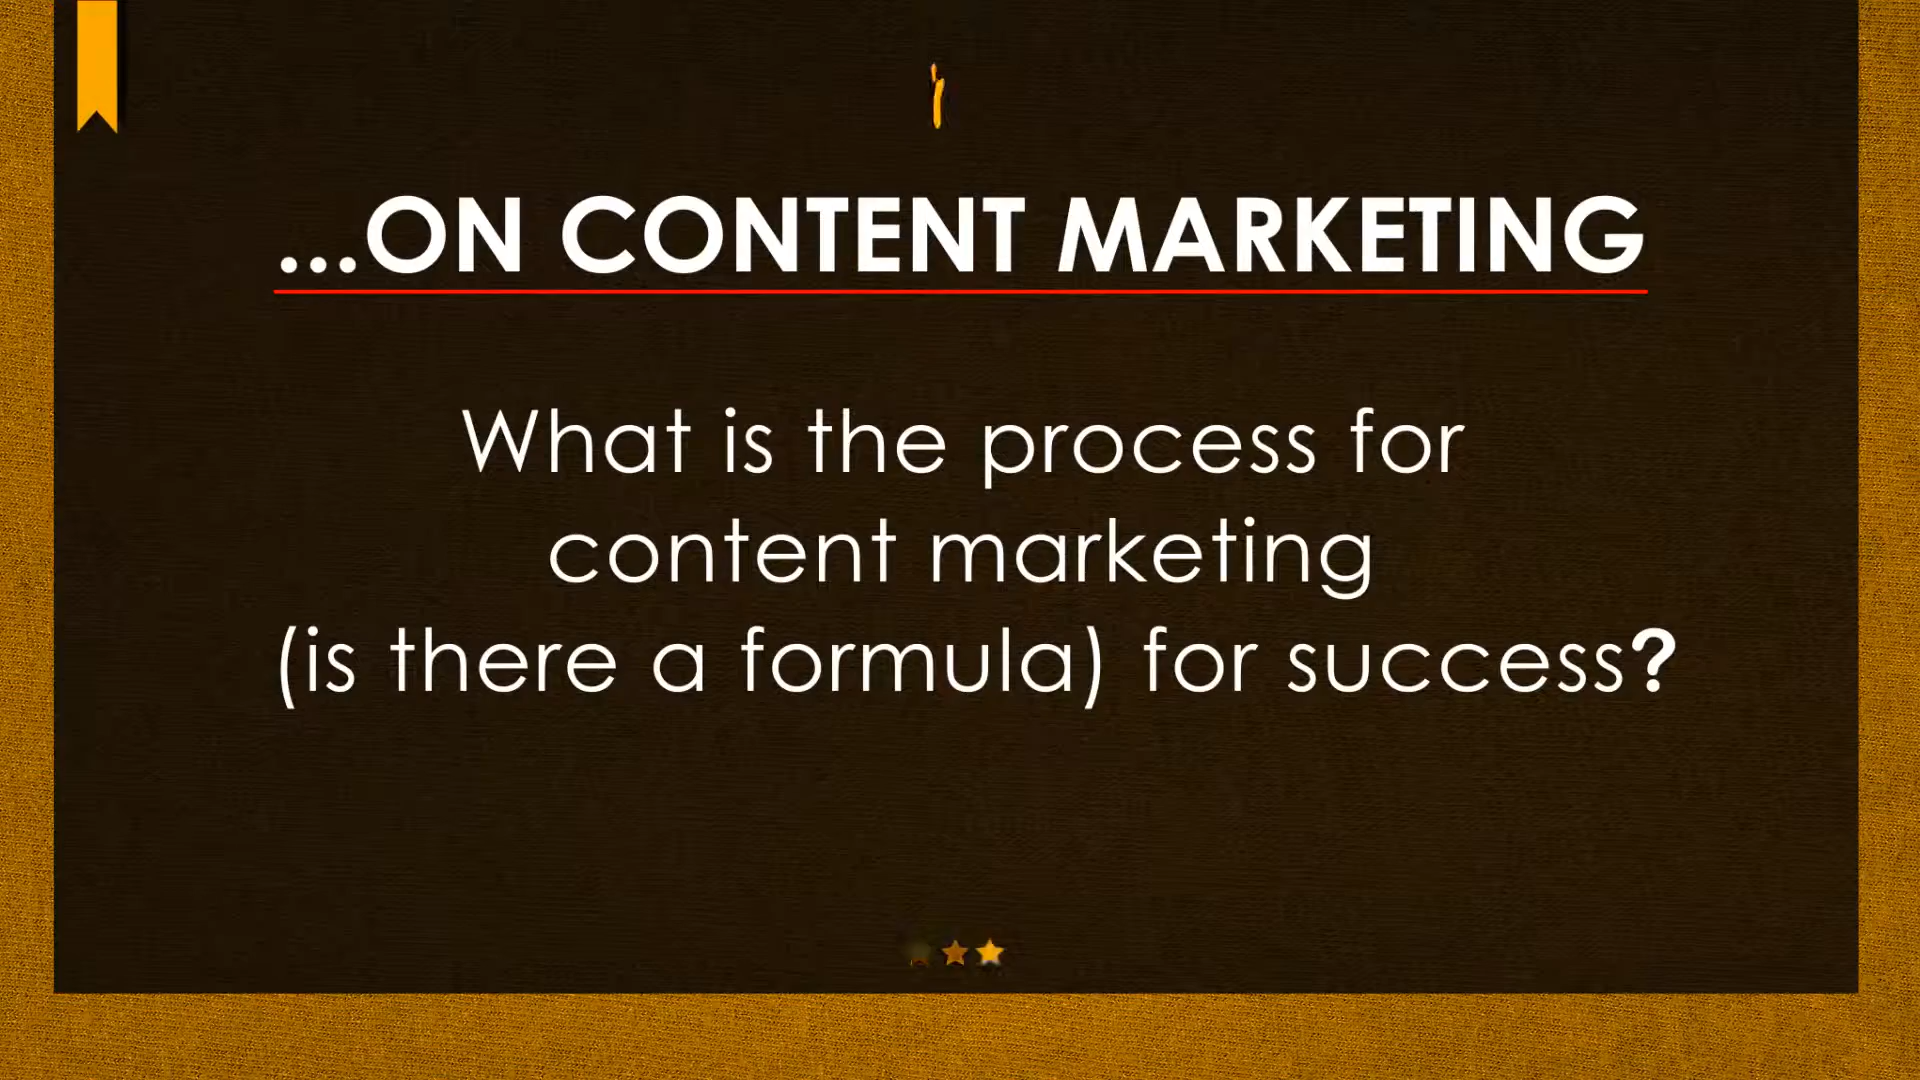 ...ON CONTENT MARKETING
What is the process for
content marketing
(is there a formula) for success?